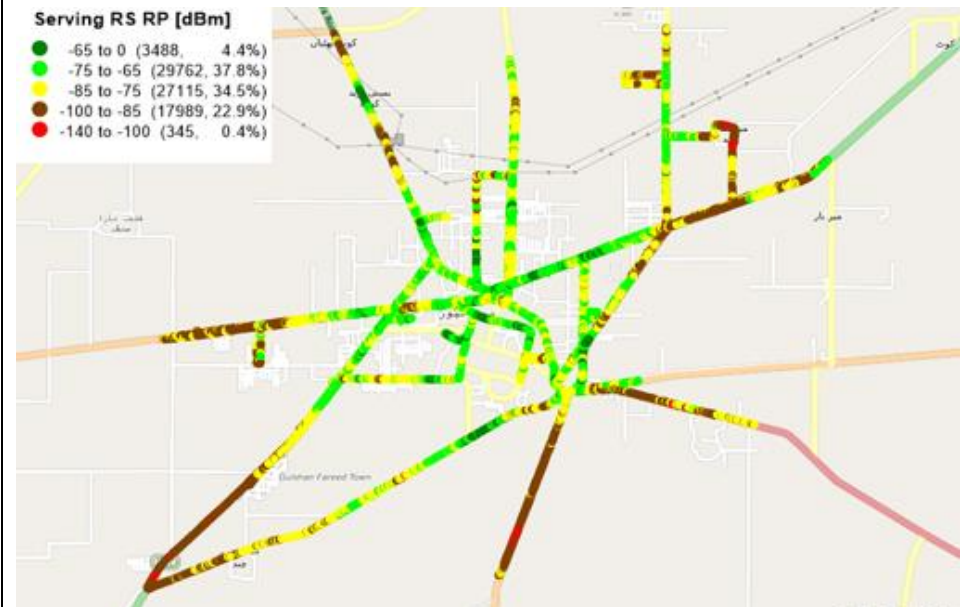 Serving RS RP [dBm]
-65 to 0 (3488, 4.4%)
-75 to -65 (29762, 37.8%)
-85 to -75 (27115, 34.5%)
-100 to -85 (17989, 22.9%)
-140 to -100 (345, 0.4%)
کوٹ
Gulshan Fareed Town